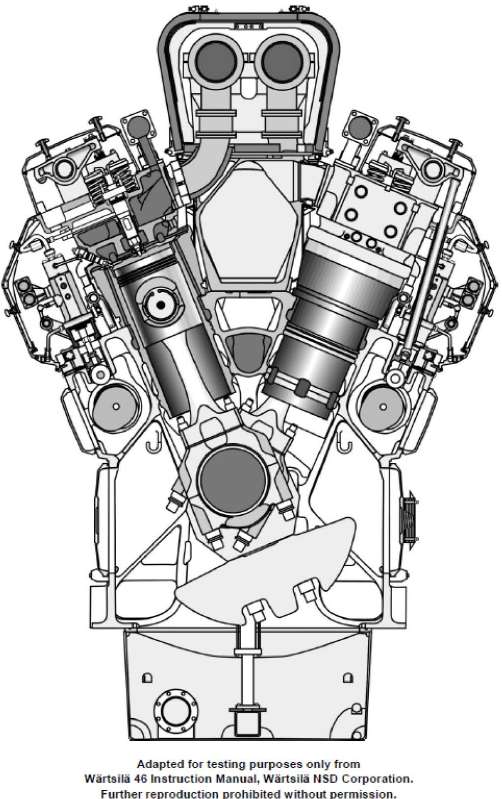 Adapted for testing purposes only from
Wärtsilä 46 Instruction Manual, Wärtsilä NSD Corporation.
Further reproduction prohibited without permission.